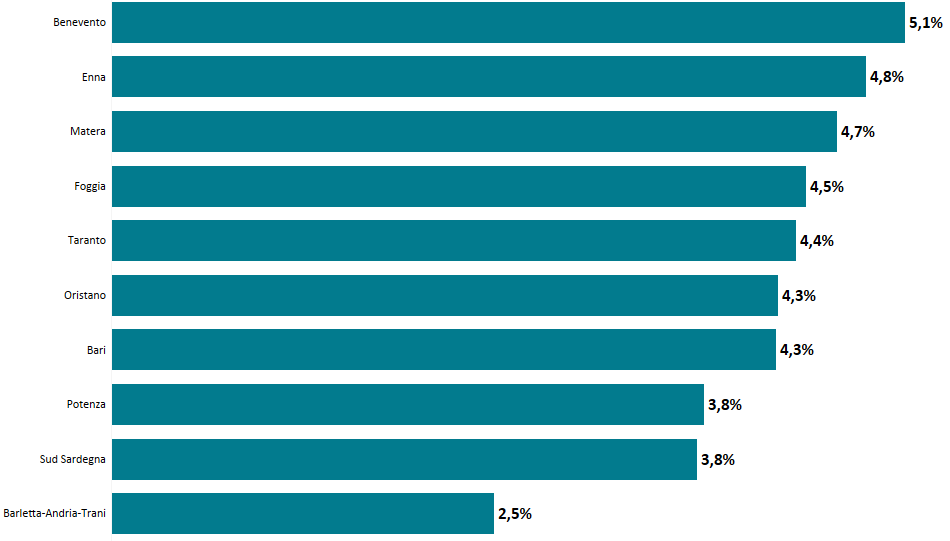 Benevento 5,1%
Enna 4,8%
Matera 4,7%
Foggia 4,5%
Taranto 4,4%
Oristano 4,3%
Bari 4,3%
Potenza 3,8%
Sud Sardegna 3,8%
Barletta-Andria-Trani 2,5%